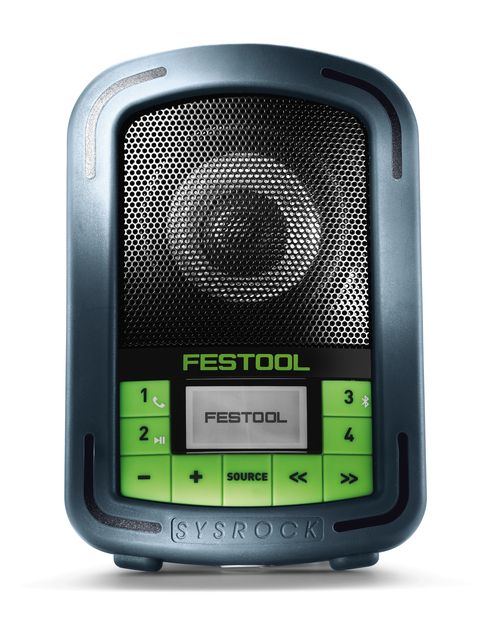 FESTOOL
1
3
FESTOOL
2
4
- + SOURCE << >>
SYSROCK